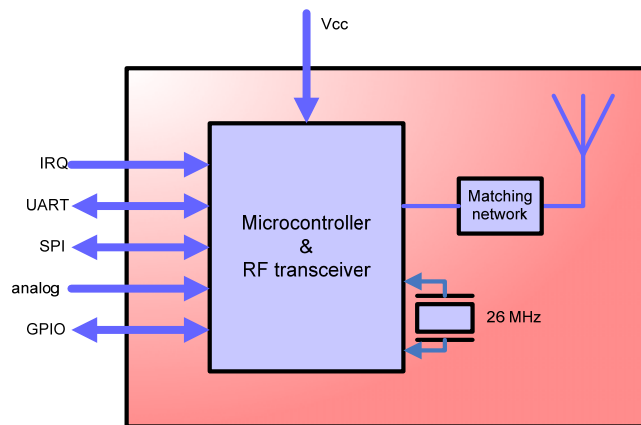 Vcc
IRQ
UART
SPI
analog
GPIO
Microcontroller
&
RF transceiver
Matching
network
26 MHz